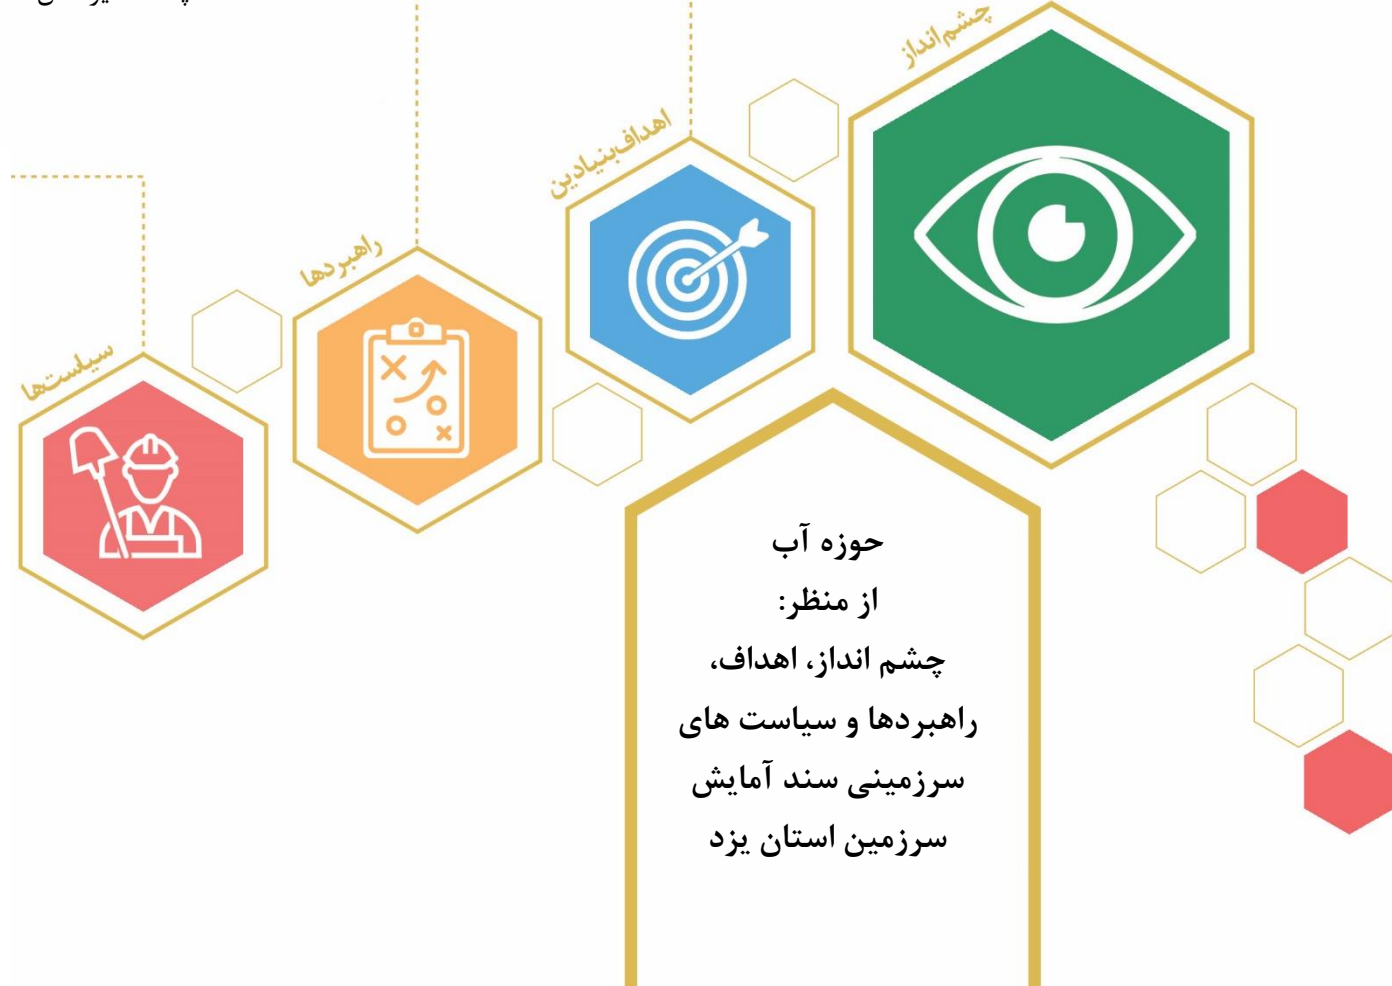 چشم‌انداز
اهداف‌بنیادین
راهبردها
سیاست‌ها
حوزه آب
از منظر:
چشم انداز، اهداف،
راهبردها و سیاست های
سرزمینی سند آمایش
سرزمین استان یزد